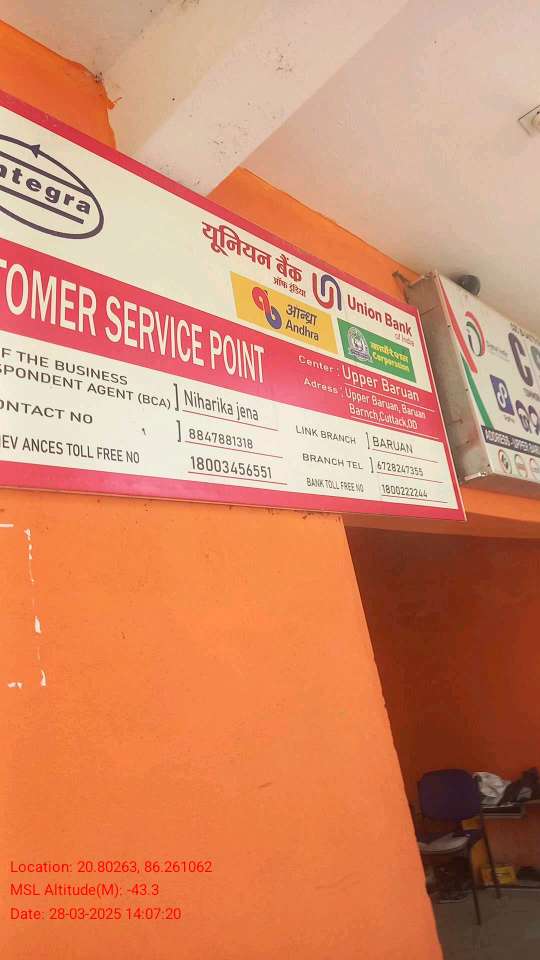 ntegra
यूनियन बैंक
ऑफ इंडिया
Union Bank
of India
आन्ध्रा
Andhra
कार्पोरेशन
Corporation
TOMER SERVICE POINT
Center : Upper Baruan
Adress : Upper Baruan, Baruan
Barnch,Cuttack,OD
F THE BUSINESS
SPONDENT AGENT (BCA) ] Niharika jena
ONTACT NO ] 8847881318
IEV ANCES TOLL FREE NO 18003456551
LINK BRANCH BARUAN
BRANCH TEL 6728247355
BANK TOLL FREE NO 1800222244
ADDRESS-UPPER
Location: 20.80263, 86.261062
MSL Altitude(M): -43.3
Date: 28-03-2025 14:07:20